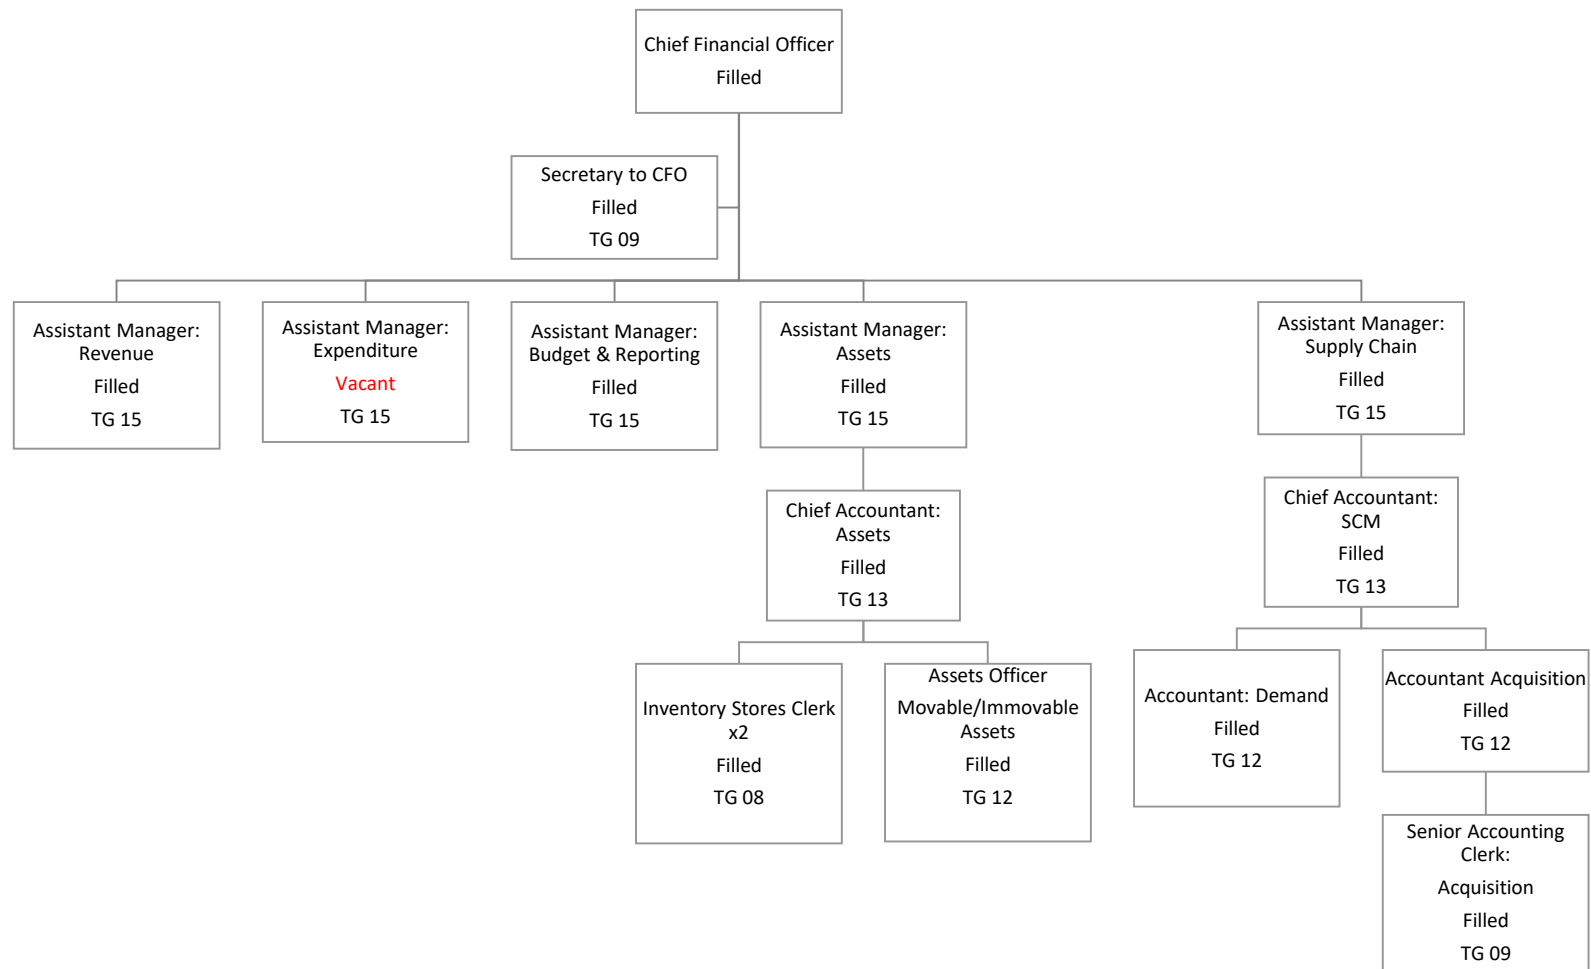 Chief Financial Officer
Filled
Secretary to CFO
Filled
TG 09
Assistant Manager:
Revenue
Filled
TG 15
Assistant Manager:
Expenditure
Vacant
TG 15
Assistant Manager:
Budget & Reporting
Filled
TG 15
Assistant Manager:
Assets
Filled
TG 15
Assistant Manager:
Supply Chain
Filled
TG 15
Chief Accountant:
Assets
Filled
TG 13
Chief Accountant:
SCM
Filled
TG 13
Inventory Stores Clerk
x2
Filled
TG 08
Assets Officer
Movable/Immovable
Assets
Filled
TG 12
Accountant: Demand
Filled
TG 12
Accountant Acquisition
Filled
TG 12
Senior Accounting
Clerk:
Acquisition
Filled
TG 09